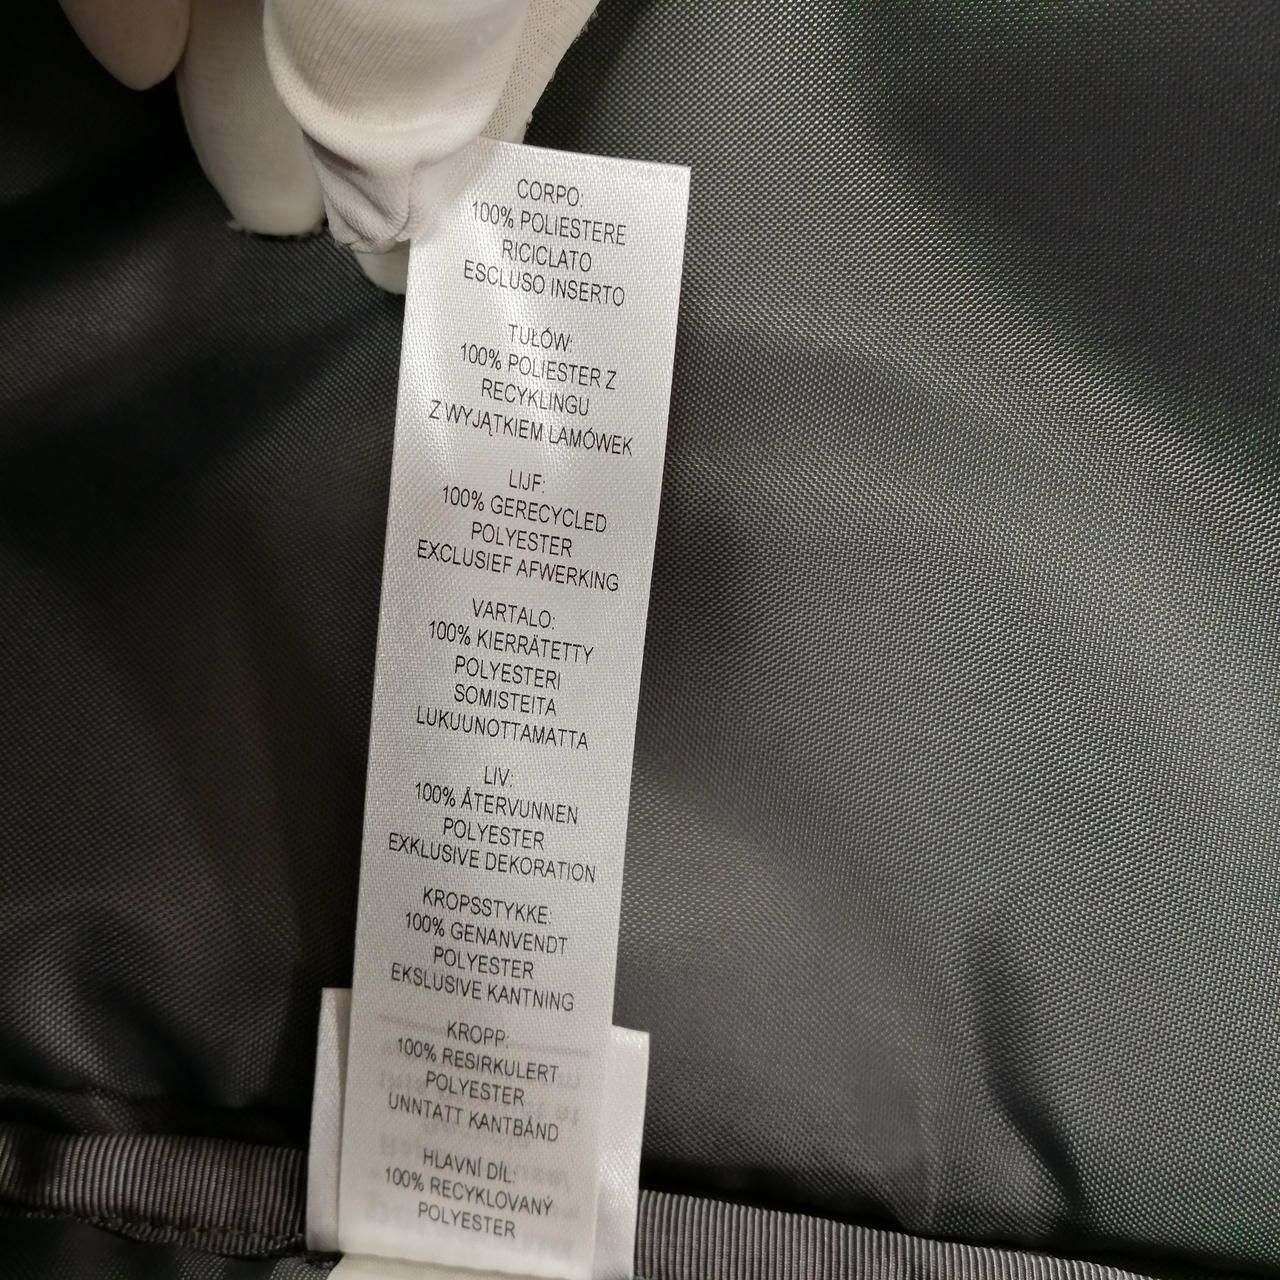 CORPO:
100% POLIESTERE
RICICLATO
ESCLUSO INSERTO
TUŁÓW:
100% POLIESTER Z
RECYKLINGU
Z WYJĄTKIEM LAMÓWEK
LIJF:
100% GERECYCLED
POLYESTER
EXCLUSIEF AFWERKING
VARTALO:
100% KIERRÄTETTY
POLYESTERI
SOMISTEITA
LUKUUNOTTAMATTA
LIV:
100% ÅTERVUNNEN
POLYESTER
EXKLUSIVE DEKORATION
KROPSSTYKKE:
100% GENANVENDT
POLYESTER
EKSLUSIVE KANTNING
KROPP:
100% RESIRKULERT
POLYESTER
UNNTATT KANTBÅND
HLAVNÍ DÍL:
100% RECYKLOVANÝ
POLYESTER